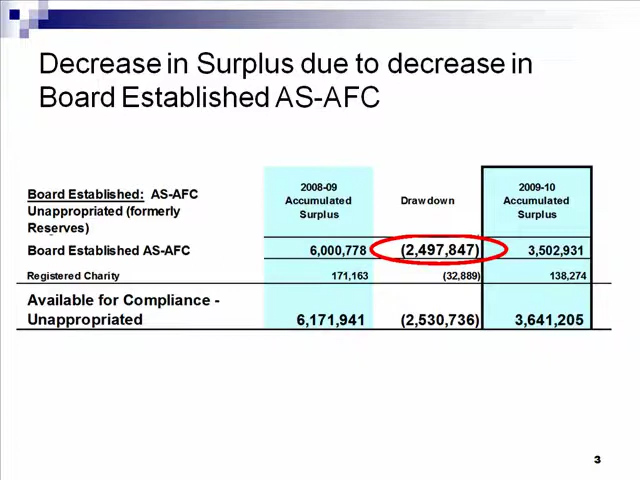 Decrease in Surplus due to decrease in
Board Established AS-AFC
Board Established: AS-AFC
Unappropriated (formerly
Reserves)
2008-09
Accumulated
Surplus
Drawdown
2009-10
Accumulated
Surplus
Board Established AS-AFC 6,000,778 (2,497,847) 3,502,931
Registered Charity 171,163 (32,889) 138,274
Available for Compliance -
Unappropriated 6,171,941 (2,530,736) 3,641,205
3